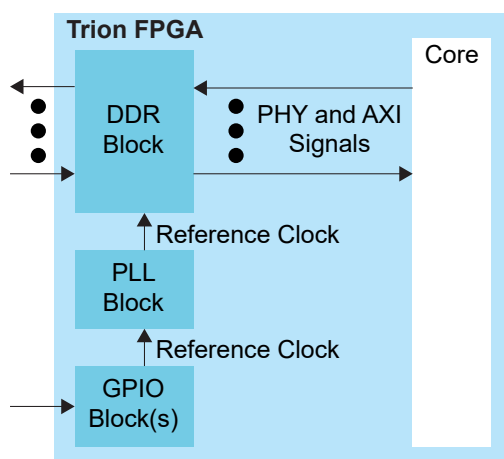 Trion FPGA
Core
DDR
Block
PHY and AXI
Signals
Reference Clock
PLL
Block
Reference Clock
GPIO
Block(s)